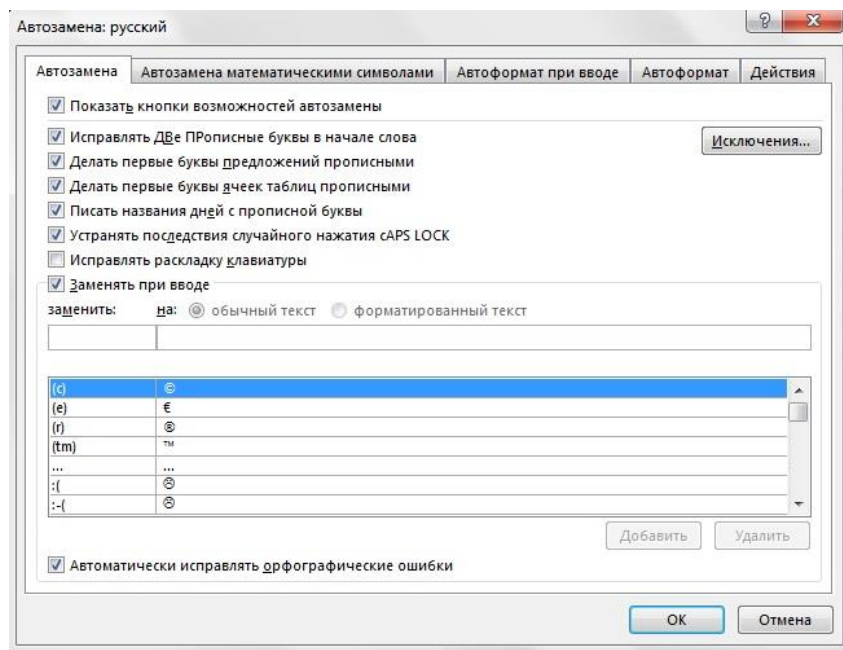 Автозамена: русский
Автозамена Автозамена математическими символами Автоформат при вводе Автоформат Действия
Показать кнопки возможностей автозамены
Исправлять ДВе ПРописные буквы в начале слова
Исключения...
Делать первые буквы предложений прописными
Делать первые буквы ячеек таблиц прописными
Писать названия дней с прописной буквы
Устранять последствия случайного нажатия cAPS LOCK
Исправлять раскладку клавиатуры
Заменять при вводе
заменить: на: обычный текст форматированный текст
(c) ©
(e) €
(r) ®
(tm) ™
... ...
:( ☹
:-( ☹
Добавить Удалить
Автоматически исправлять орфографические ошибки
ОК Отмена